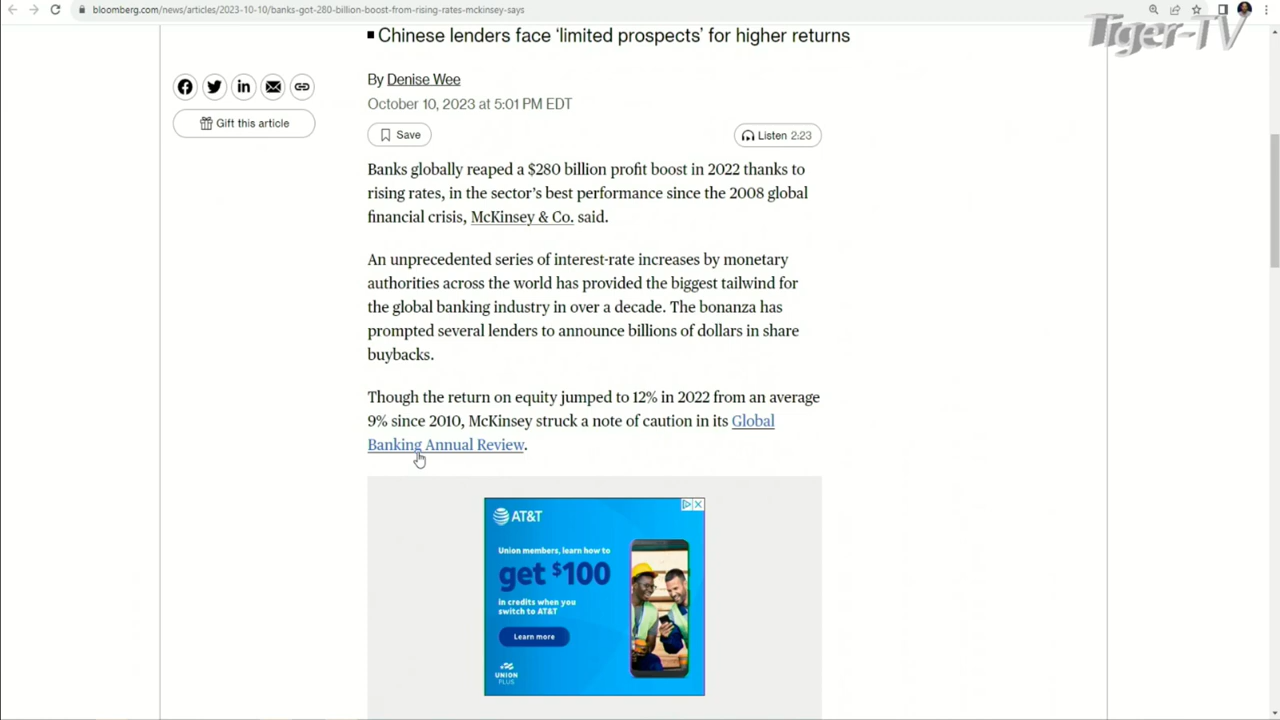 bloomberg.com/news/articles/2023-10-10/banks-got-280-billion-boost-from-rising-rates-mckinsey-says
Tiger-TV
Chinese lenders face ‘limited prospects’ for higher returns
By Denise Wee
October 10, 2023 at 5:01 PM EDT
Gift this article
Save
Listen 2:23
Banks globally reaped a $280 billion profit boost in 2022 thanks to
rising rates, in the sector’s best performance since the 2008 global
financial crisis, McKinsey & Co. said.
An unprecedented series of interest-rate increases by monetary
authorities across the world has provided the biggest tailwind for
the global banking industry in over a decade. The bonanza has
prompted several lenders to announce billions of dollars in share
buybacks.
Though the return on equity jumped to 12% in 2022 from an average
9% since 2010, McKinsey struck a note of caution in its Global
Banking Annual Review.
AT&T
Union members, learn how to
get $100
in credits when you
switch to AT&T
Learn more
UNION
PLUS